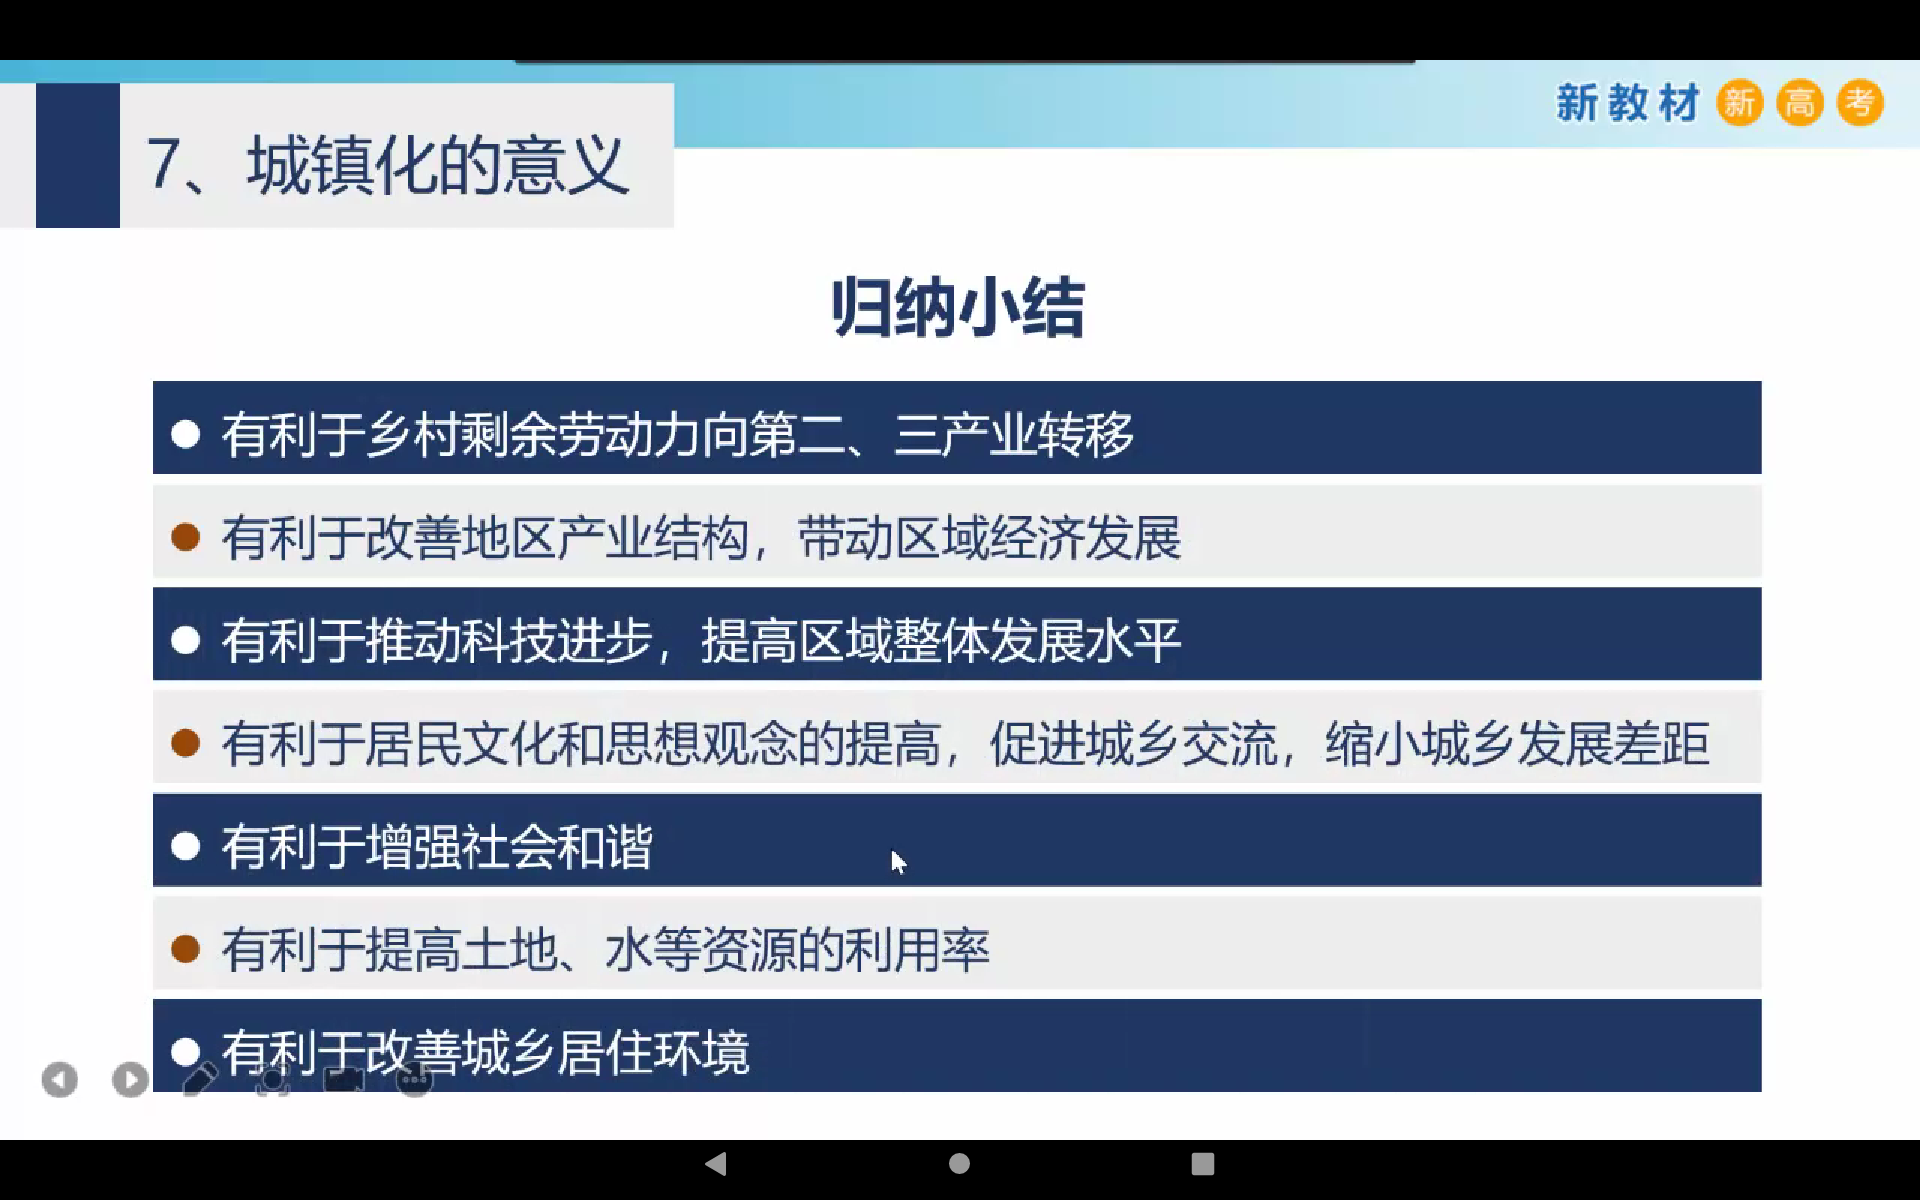 新教材 新高考
7、城镇化的意义
归纳小结
有利于乡村剩余劳动力向第二、三产业转移
有利于改善地区产业结构，带动区域经济发展
有利于推动科技进步，提高区域整体发展水平
有利于居民文化和思想观念的提高，促进城乡交流，缩小城乡发展差距
有利于增强社会和谐
有利于提高土地、水等资源的利用率
有利于改善城乡居住环境